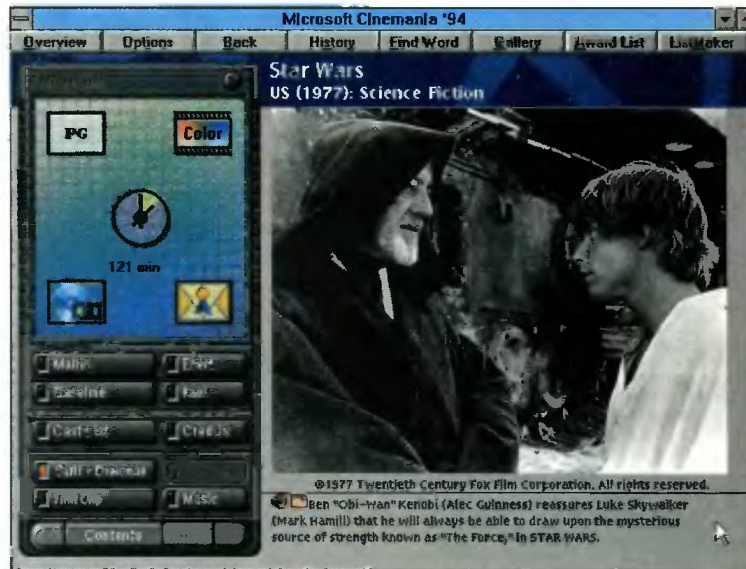 Microsoft Cinemania '94
Overview Options Back History Find Word Gallery Award List ListMaker
Star Wars
US (1977): Science Fiction
PG Color
121 min
Music
Contents
©1977 Twentieth Century Fox Film Corporation. All rights reserved.
Ben "Obi-Wan" Kenobi (Alec Guinness) reassures Luke Skywalker
(Mark Hamill) that he will always be able to draw upon the mysterious
source of strength known as "The Force," in STAR WARS.